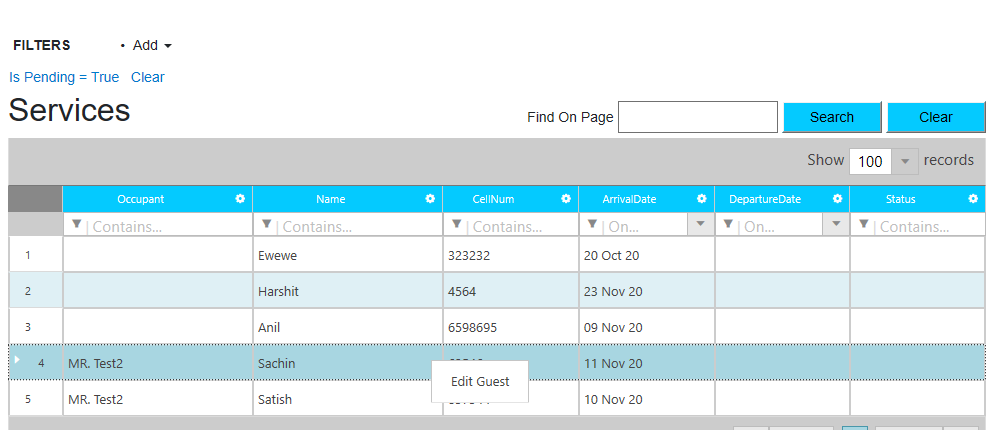 FILTERS • Add
Is Pending = True Clear
Services
Find On Page Search Clear
Show 100 records
Occupant Name CellNum ArrivalDate DepartureDate Status
Contains... Contains... Contains... On... On... Contains...
1 Ewewe 323232 20 Oct 20
2 Harshit 4564 23 Nov 20
3 Anil 6598695 09 Nov 20
4 MR. Test2 Sachin 11 Nov 20
Edit Guest
5 MR. Test2 Satish 10 Nov 20